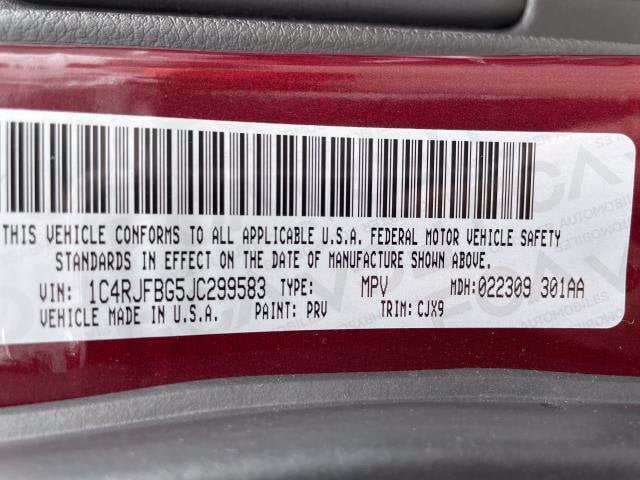 THIS VEHICLE CONFORMS TO ALL APPLICABLE U.S.A. FEDERAL MOTOR VEHICLE SAFETY
STANDARDS IN EFFECT ON THE DATE OF MANUFACTURE SHOWN ABOVE.
VIN: 1C4RJFBG5JC299583 TYPE: MPV MDH:022309 301AA
VEHICLE MADE IN U.S.A. PAINT: PRV TRIM: CJX9